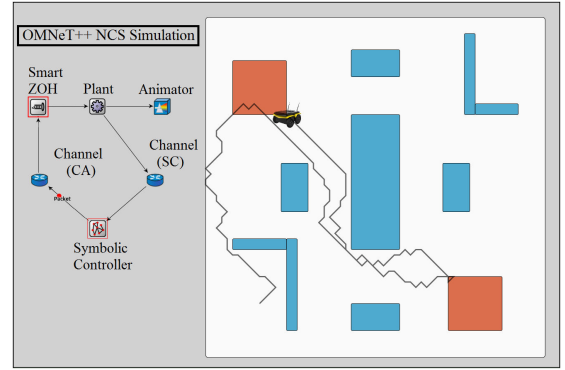 OMNeT++ NCS Simulation
Smart
ZOH
Plant
Animator
Channel
(SC)
Channel
(CA)
Packet
Symbolic
Controller